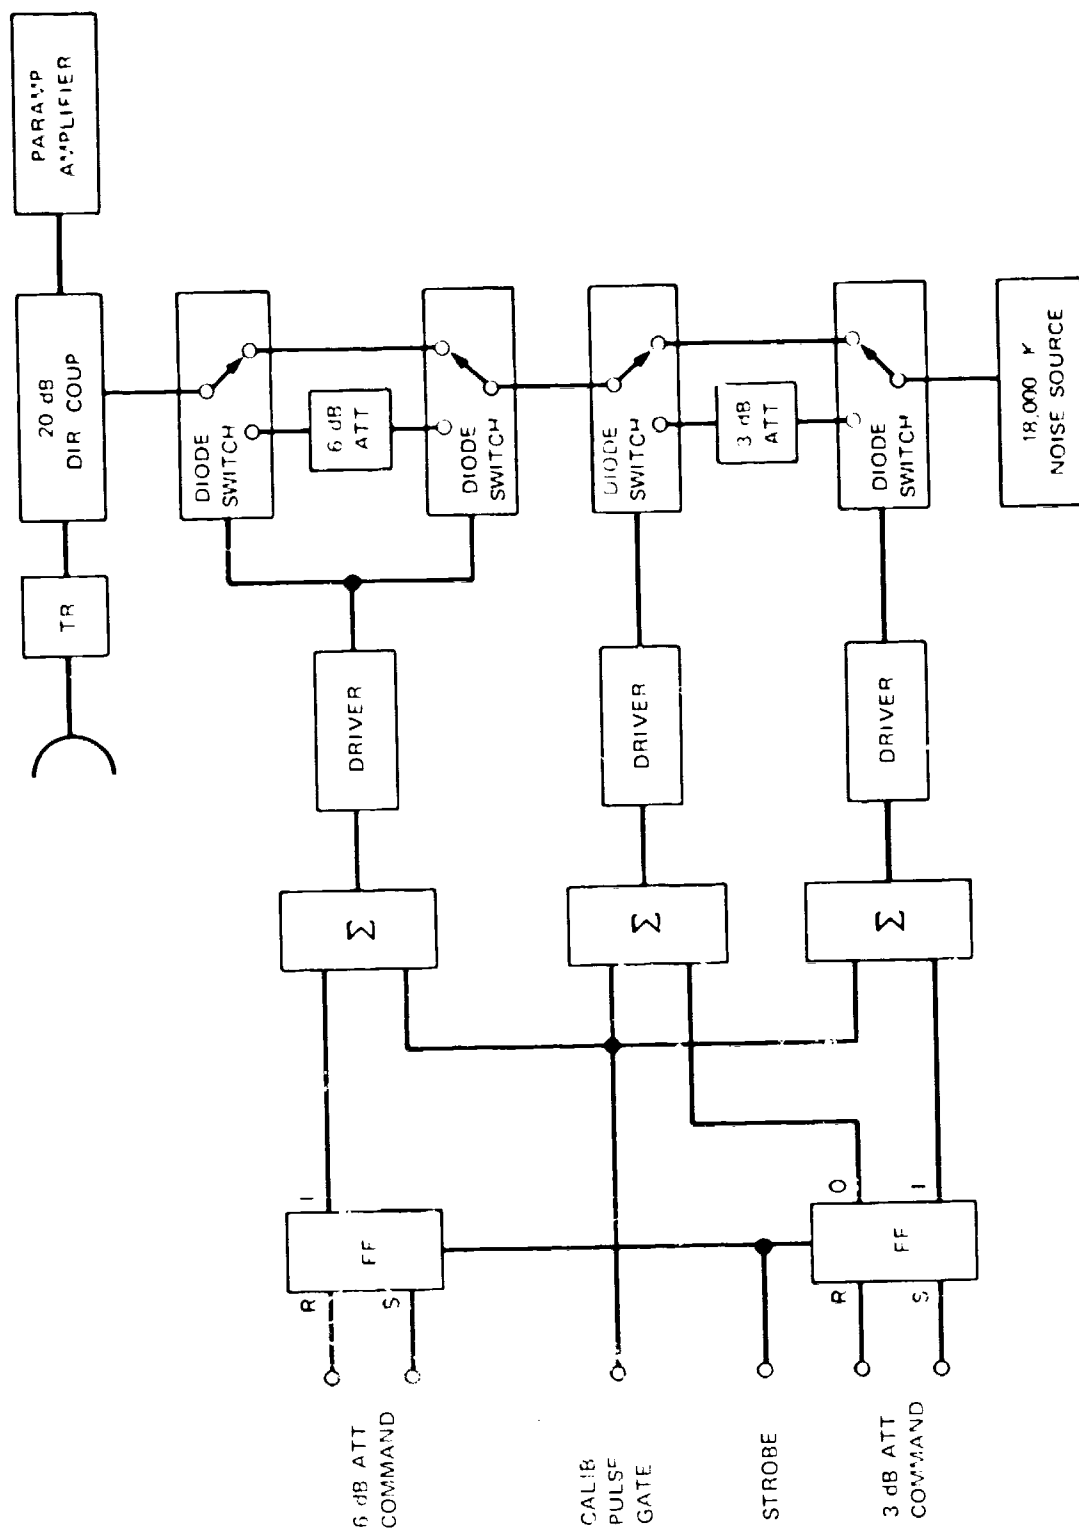 PARAMP
AMPLIFIER
20 dB
DIR COUP
TR
DIODE
SWITCH
6 dB
ATT
DIODE
SWITCH
DIODE
SWITCH
3 dB
ATT
DIODE
SWITCH
18,000 K
NOISE SOURCE
DRIVER
DRIVER
DRIVER
Σ
Σ
Σ
1
FF
R
S
0
1
FF
R
S
6 dB ATT
COMMAND
CALIB
PULSE
GATE
STROBE
3 dB ATT
COMMAND